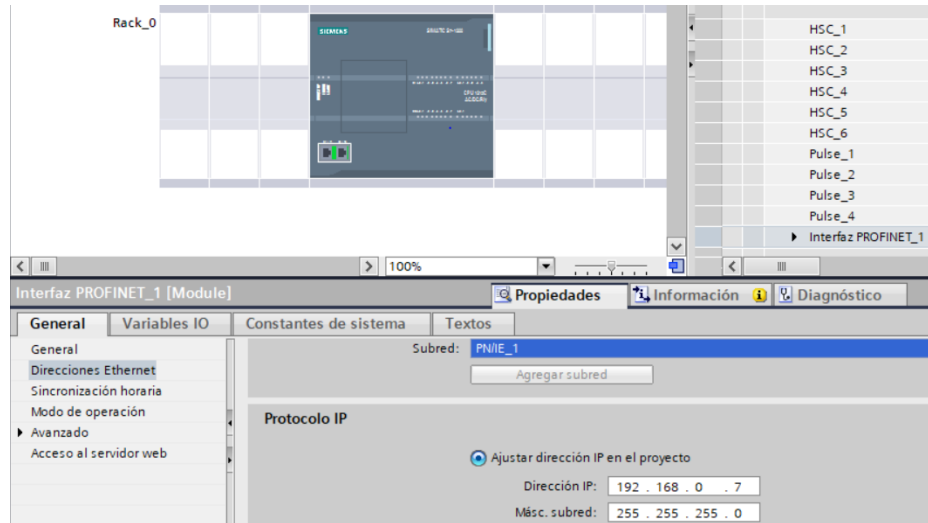 Rack_0
SIEMENS
HSC_1
HSC_2
HSC_3
HSC_4
HSC_5
HSC_6
Pulse_1
Pulse_2
Pulse_3
Pulse_4
Interfaz PROFINET_1
100%
Interfaz PROFINET_1 [Module]
Propiedades
Información
Diagnóstico
General
Variables IO
Constantes de sistema
Textos
General
Direcciones Ethernet
Sincronización horaria
Modo de operación
Avanzado
Acceso al servidor web
Subred: PN/IE_1
Agregar subred
Protocolo IP
Ajustar dirección IP en el proyecto
Dirección IP: 192 . 168 . 0 . 7
Másc. subred: 255 . 255 . 255 . 0